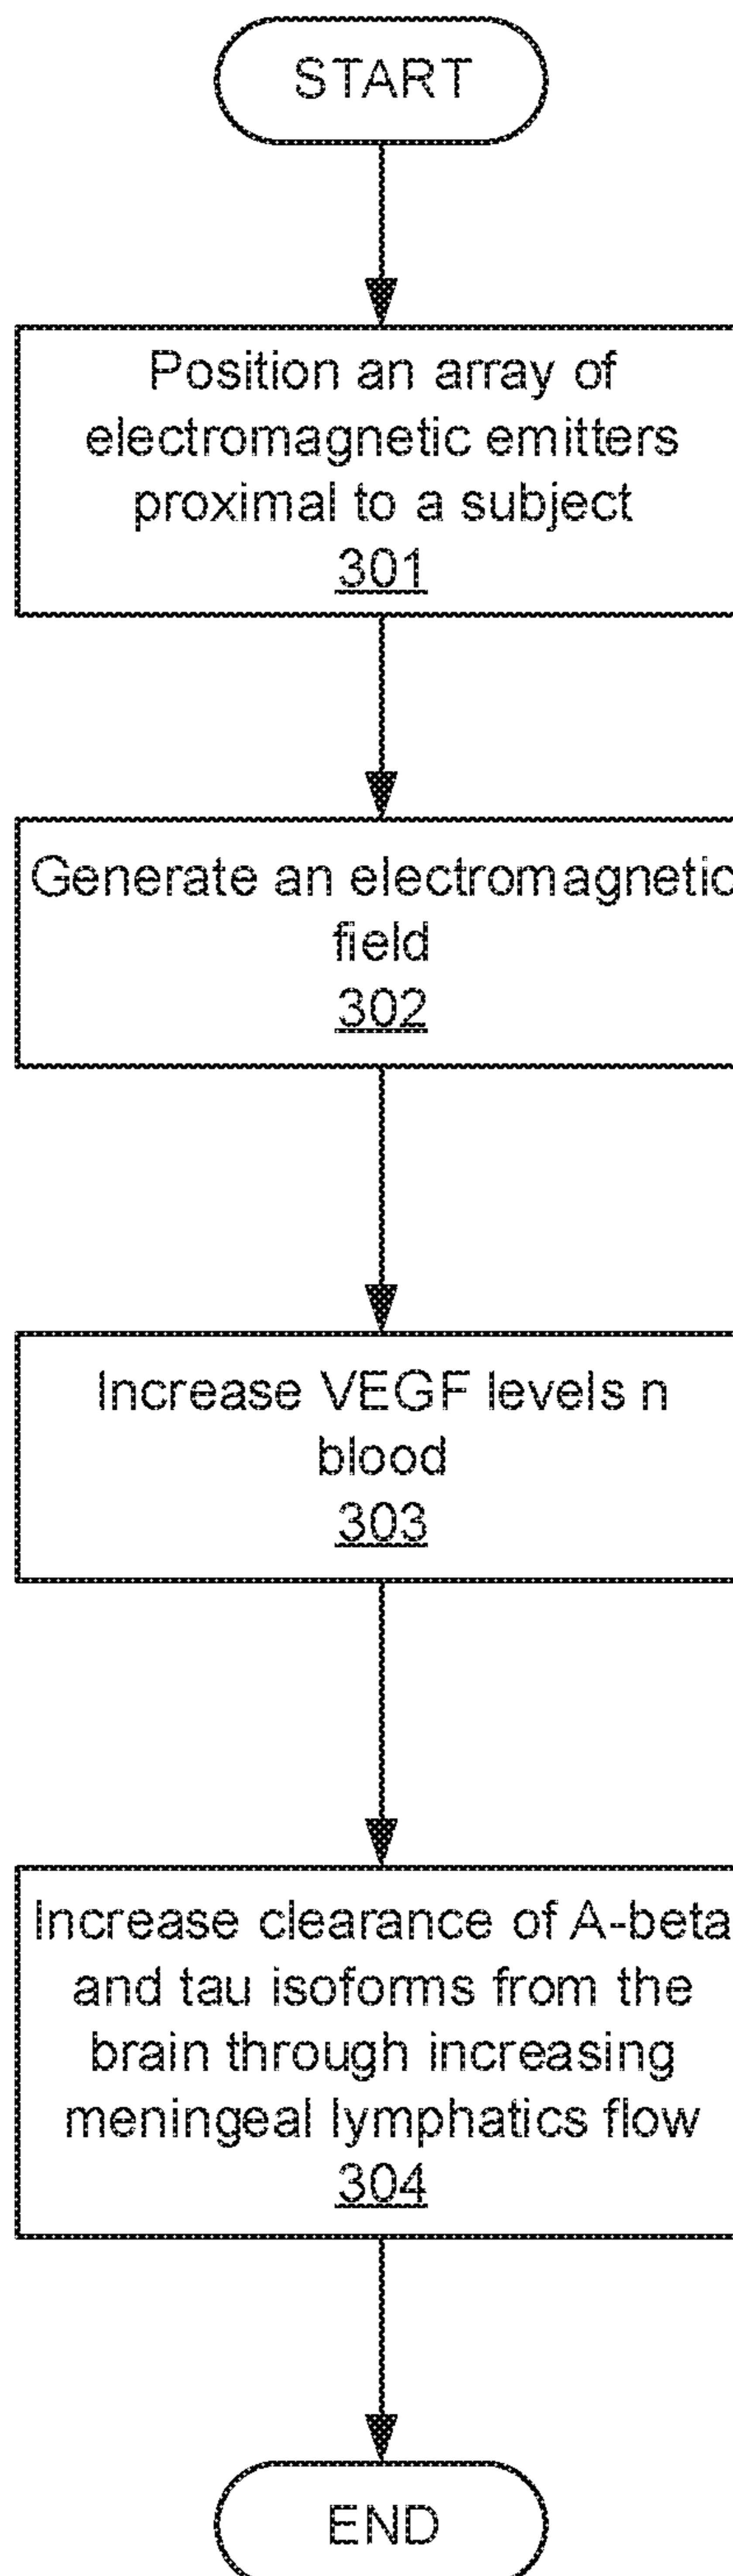 START
Position an array of
electromagnetic emitters
proximal to a subject
301
Generate an electromagnetic
field
302
Increase VEGF levels n
blood
303
Increase clearance of A-beta
and tau isoforms from the
brain through increasing
meningeal lymphatics flow
304
END